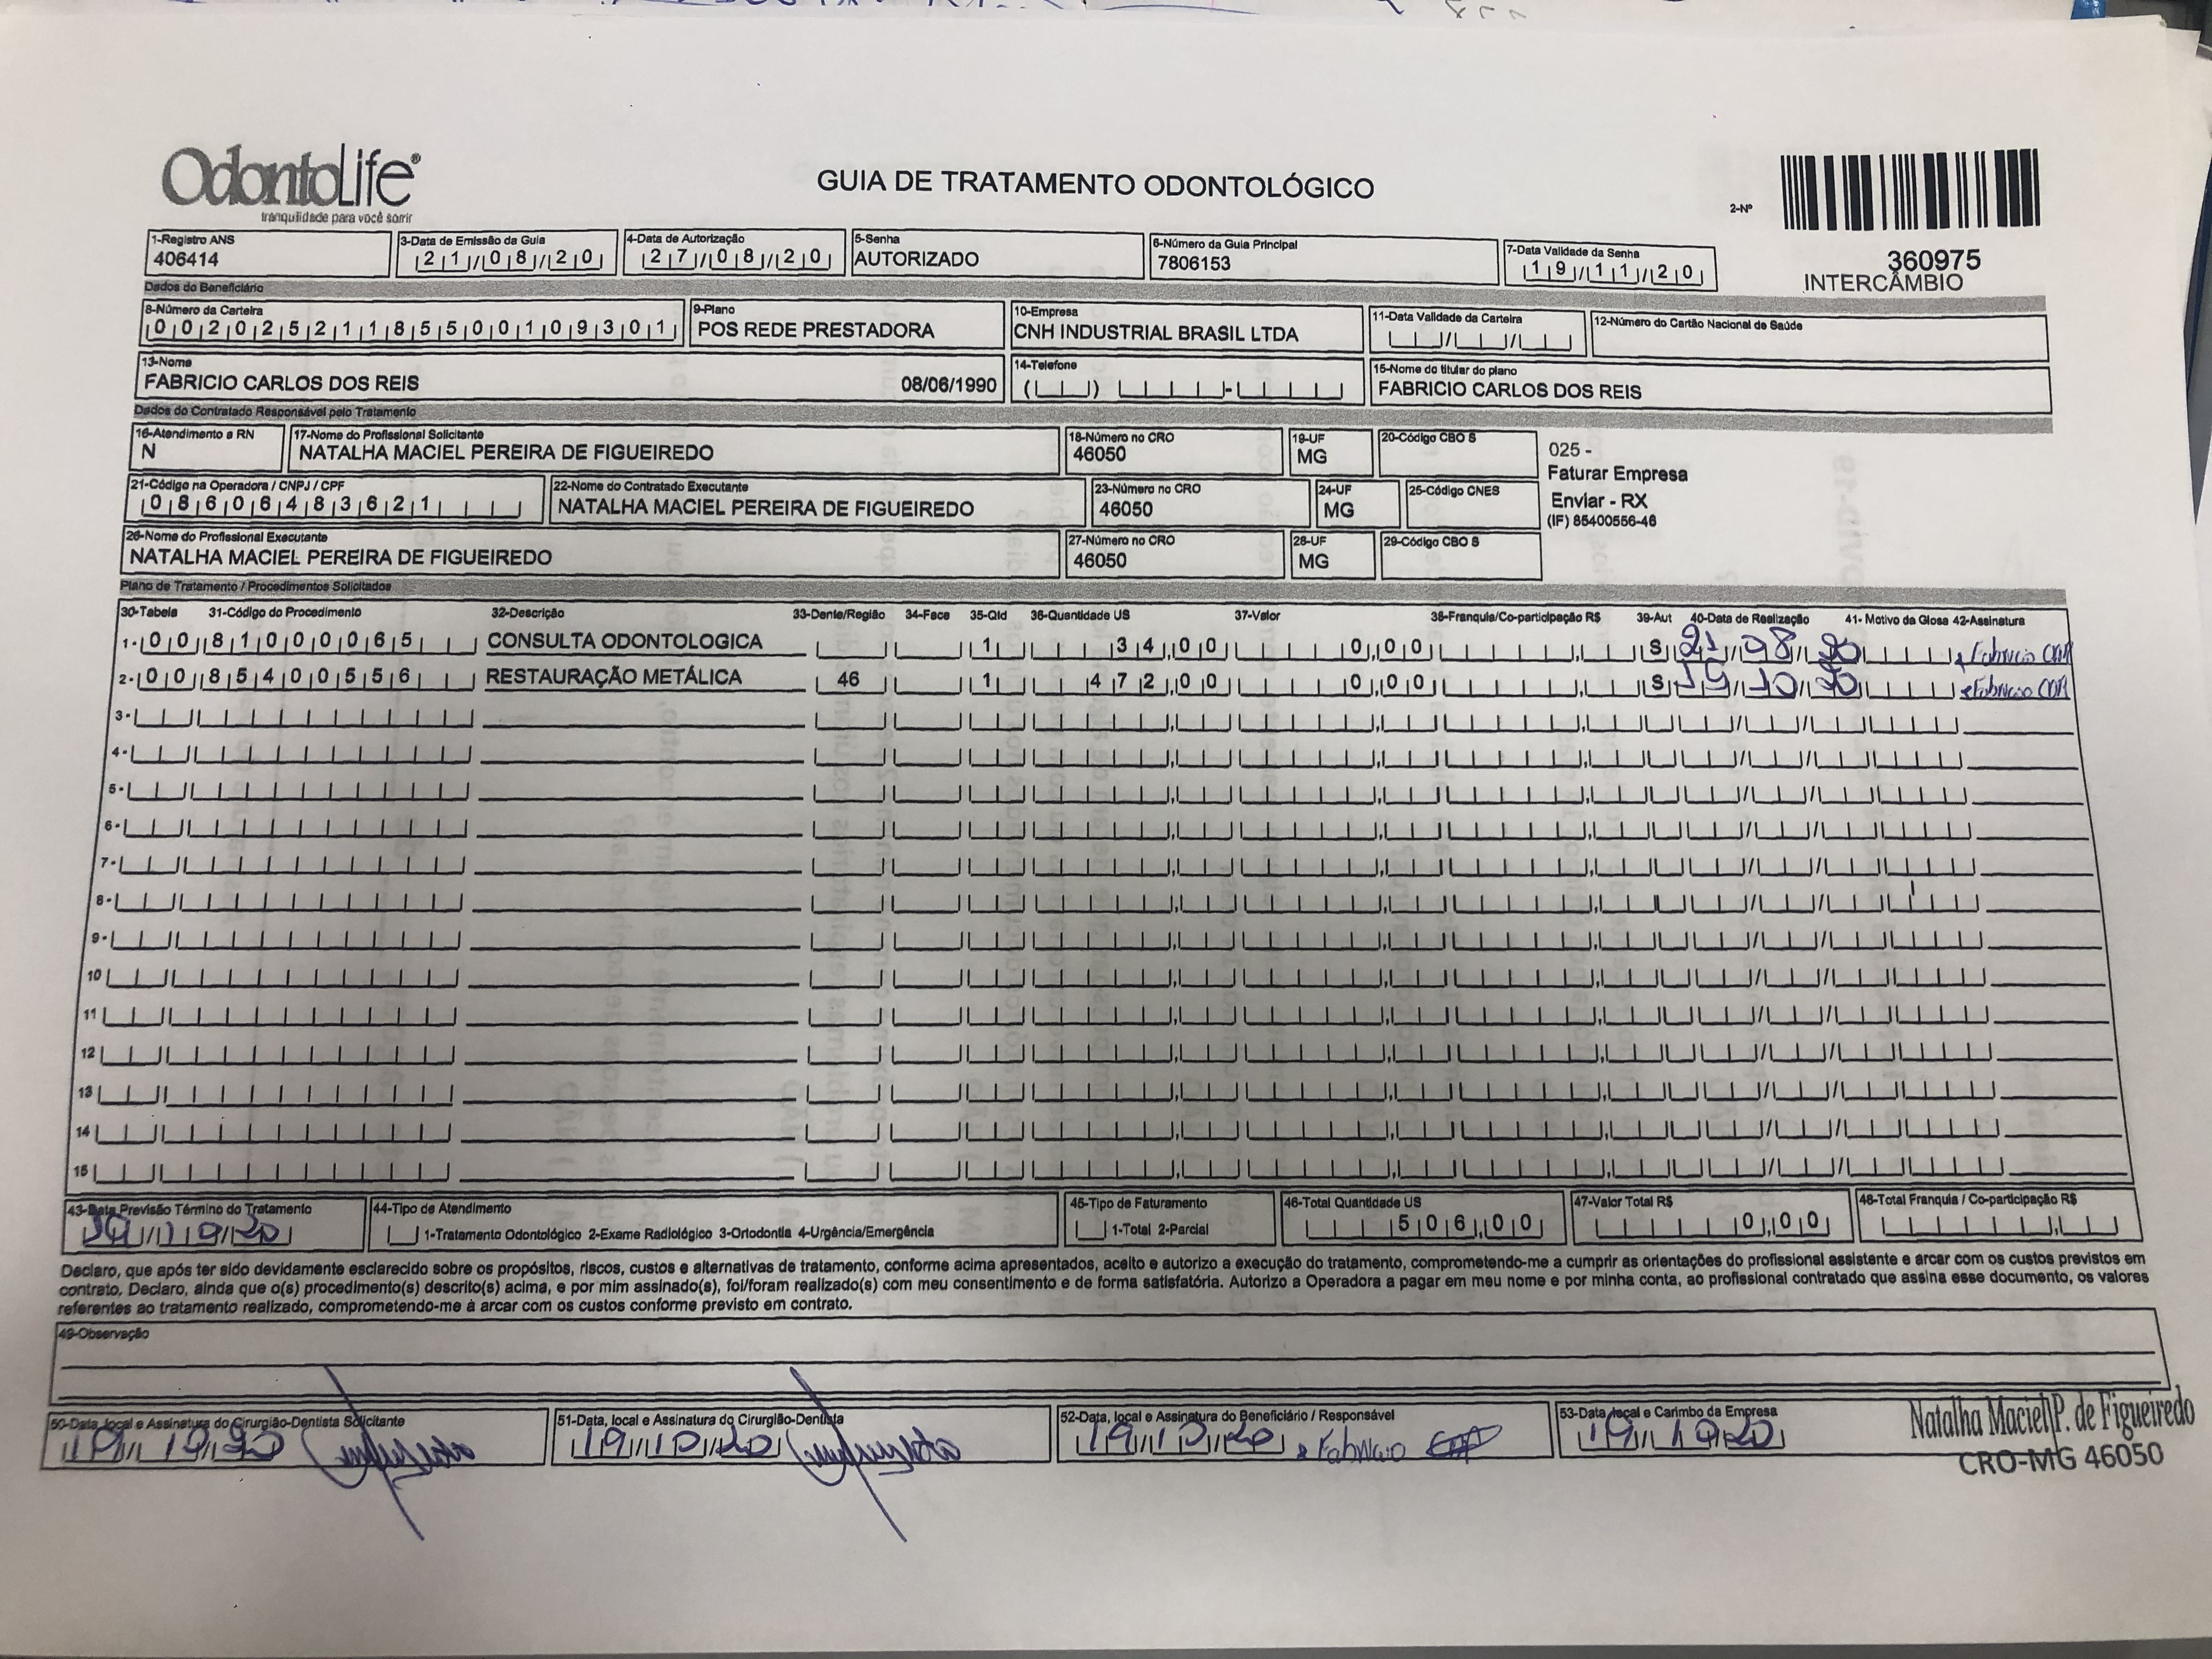 OdontoLife®
tranquilidade para você sorrir
GUIA DE TRATAMENTO ODONTOLÓGICO
2-Nº
360975
INTERCÂMBIO
1-Registro ANS
406414
3-Data de Emissão da Guia
21/08/20
4-Data de Autorização
27/08/20
5-Senha
AUTORIZADO
6-Número da Guia Principal
7806153
7-Data Validade da Senha
19/11/20
Dados do Beneficiário
8-Número da Carteira
00202521185500109301
9-Plano
POS REDE PRESTADORA
10-Empresa
CNH INDUSTRIAL BRASIL LTDA
11-Data Validade da Carteira
12-Número do Cartão Nacional de Saúde
13-Nome
FABRICIO CARLOS DOS REIS 08/06/1990
14-Telefone
15-Nome do titular do plano
FABRICIO CARLOS DOS REIS
Dados do Contratado Responsável pelo Tratamento
16-Atendimento a RN
N
17-Nome do Profissional Solicitante
NATALHA MACIEL PEREIRA DE FIGUEIREDO
18-Número no CRO
46050
19-UF
MG
20-Código CBO S
025 -
Faturar Empresa
Enviar - RX
(IF) 85400556-46
21-Código na Operadora / CNPJ / CPF
08606483621
22-Nome do Contratado Executante
NATALHA MACIEL PEREIRA DE FIGUEIREDO
23-Número no CRO
46050
24-UF
MG
25-Código CNES
26-Nome do Profissional Executante
NATALHA MACIEL PEREIRA DE FIGUEIREDO
27-Número no CRO
46050
28-UF
MG
29-Código CBO S
Plano de Tratamento / Procedimentos Solicitados
30-Tabela 31-Código do Procedimento 32-Descrição 33-Dente/Região 34-Face 35-Qtd 36-Quantidade US 37-Valor 38-Franquia/Co-participação R$ 39-Aut 40-Data de Realização 41- Motivo da Glosa 42-Assinatura
1- 00 81000065 CONSULTA ODONTOLOGICA 1 34,00 0,00 S 21/08/20 Fabricio CDR
2- 00 85400556 RESTAURAÇÃO METÁLICA 46 1 472,00 0,00 S 19/10/20 Fabricio CDR
3-
4-
5-
6-
7-
8-
9-
10
11
12
13
14
15
43-Data Previsão Término do Tratamento
44-Tipo de Atendimento
1-Tratamento Odontológico 2-Exame Radiológico 3-Ortodontia 4-Urgência/Emergência
45-Tipo de Faturamento
1-Total 2-Parcial
46-Total Quantidade US
506,00
47-Valor Total R$
0,00
48-Total Franquia / Co-participação R$
Declaro, que após ter sido devidamente esclarecido sobre os propósitos, riscos, custos e alternativas de tratamento, conforme acima apresentados, aceito e autorizo a execução do tratamento, comprometendo-me a cumprir as orientações do profissional assistente e arcar com os custos previstos em
contrato. Declaro, ainda que o(s) procedimento(s) descrito(s) acima, e por mim assinado(s), foi/foram realizado(s) com meu consentimento e de forma satisfatória. Autorizo a Operadora a pagar em meu nome e por minha conta, ao profissional contratado que assina esse documento, os valores
referentes ao tratamento realizado, comprometendo-me à arcar com os custos conforme previsto em contrato.
49-Observação
50-Data, local e Assinatura do Cirurgião-Dentista Solicitante
19/10/20
51-Data, local e Assinatura do Cirurgião-Dentista
19/10/20
52-Data, local e Assinatura do Beneficiário / Responsável
19/10/20 Fabricio
53-Data, local e Carimbo da Empresa
19/10/20
Natalha Maciel P. de Figueiredo
CRO-MG 46050